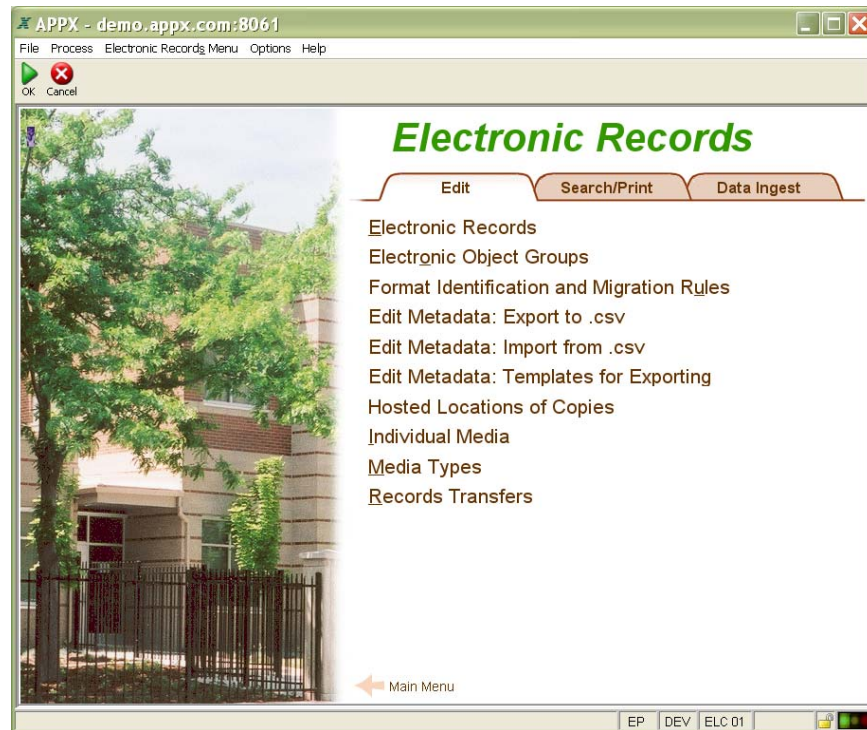 APPX - demo.appx.com:8061
File Process Electronic Records Menu Options Help
OK Cancel
Electronic Records
Edit Search/Print Data Ingest
Electronic Records
Electronic Object Groups
Format Identification and Migration Rules
Edit Metadata: Export to .csv
Edit Metadata: Import from .csv
Edit Metadata: Templates for Exporting
Hosted Locations of Copies
Individual Media
Media Types
Records Transfers
Main Menu
EP DEV ELC 01